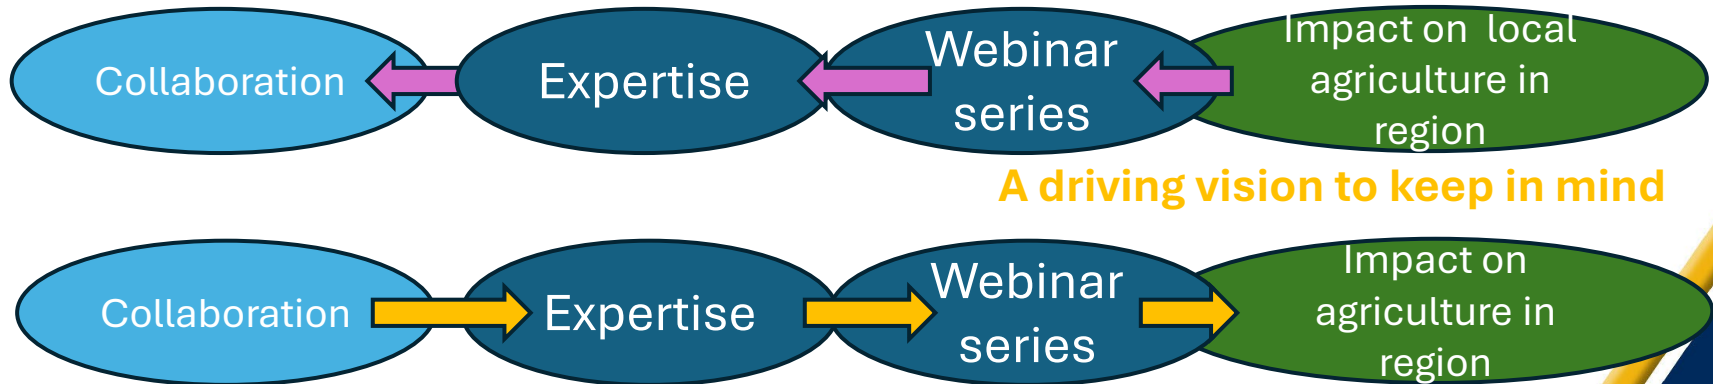 Collaboration
Expertise
Webinar
series
Impact on local
agriculture in
region
A driving vision to keep in mind
Collaboration
Expertise
Webinar
series
Impact on
agriculture in
region